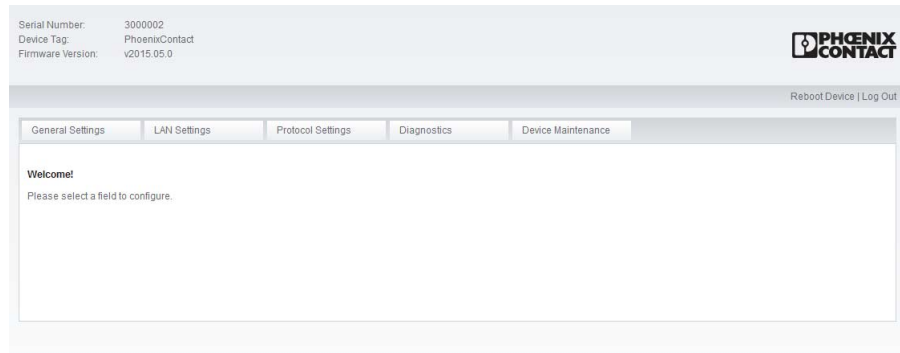 Serial Number: 3000002
Device Tag: PhoenixContact
Firmware Version: v2015.05.0
PHŒNIX
CONTACT
Reboot Device | Log Out
General Settings LAN Settings Protocol Settings Diagnostics Device Maintenance
Welcome!
Please select a field to configure.